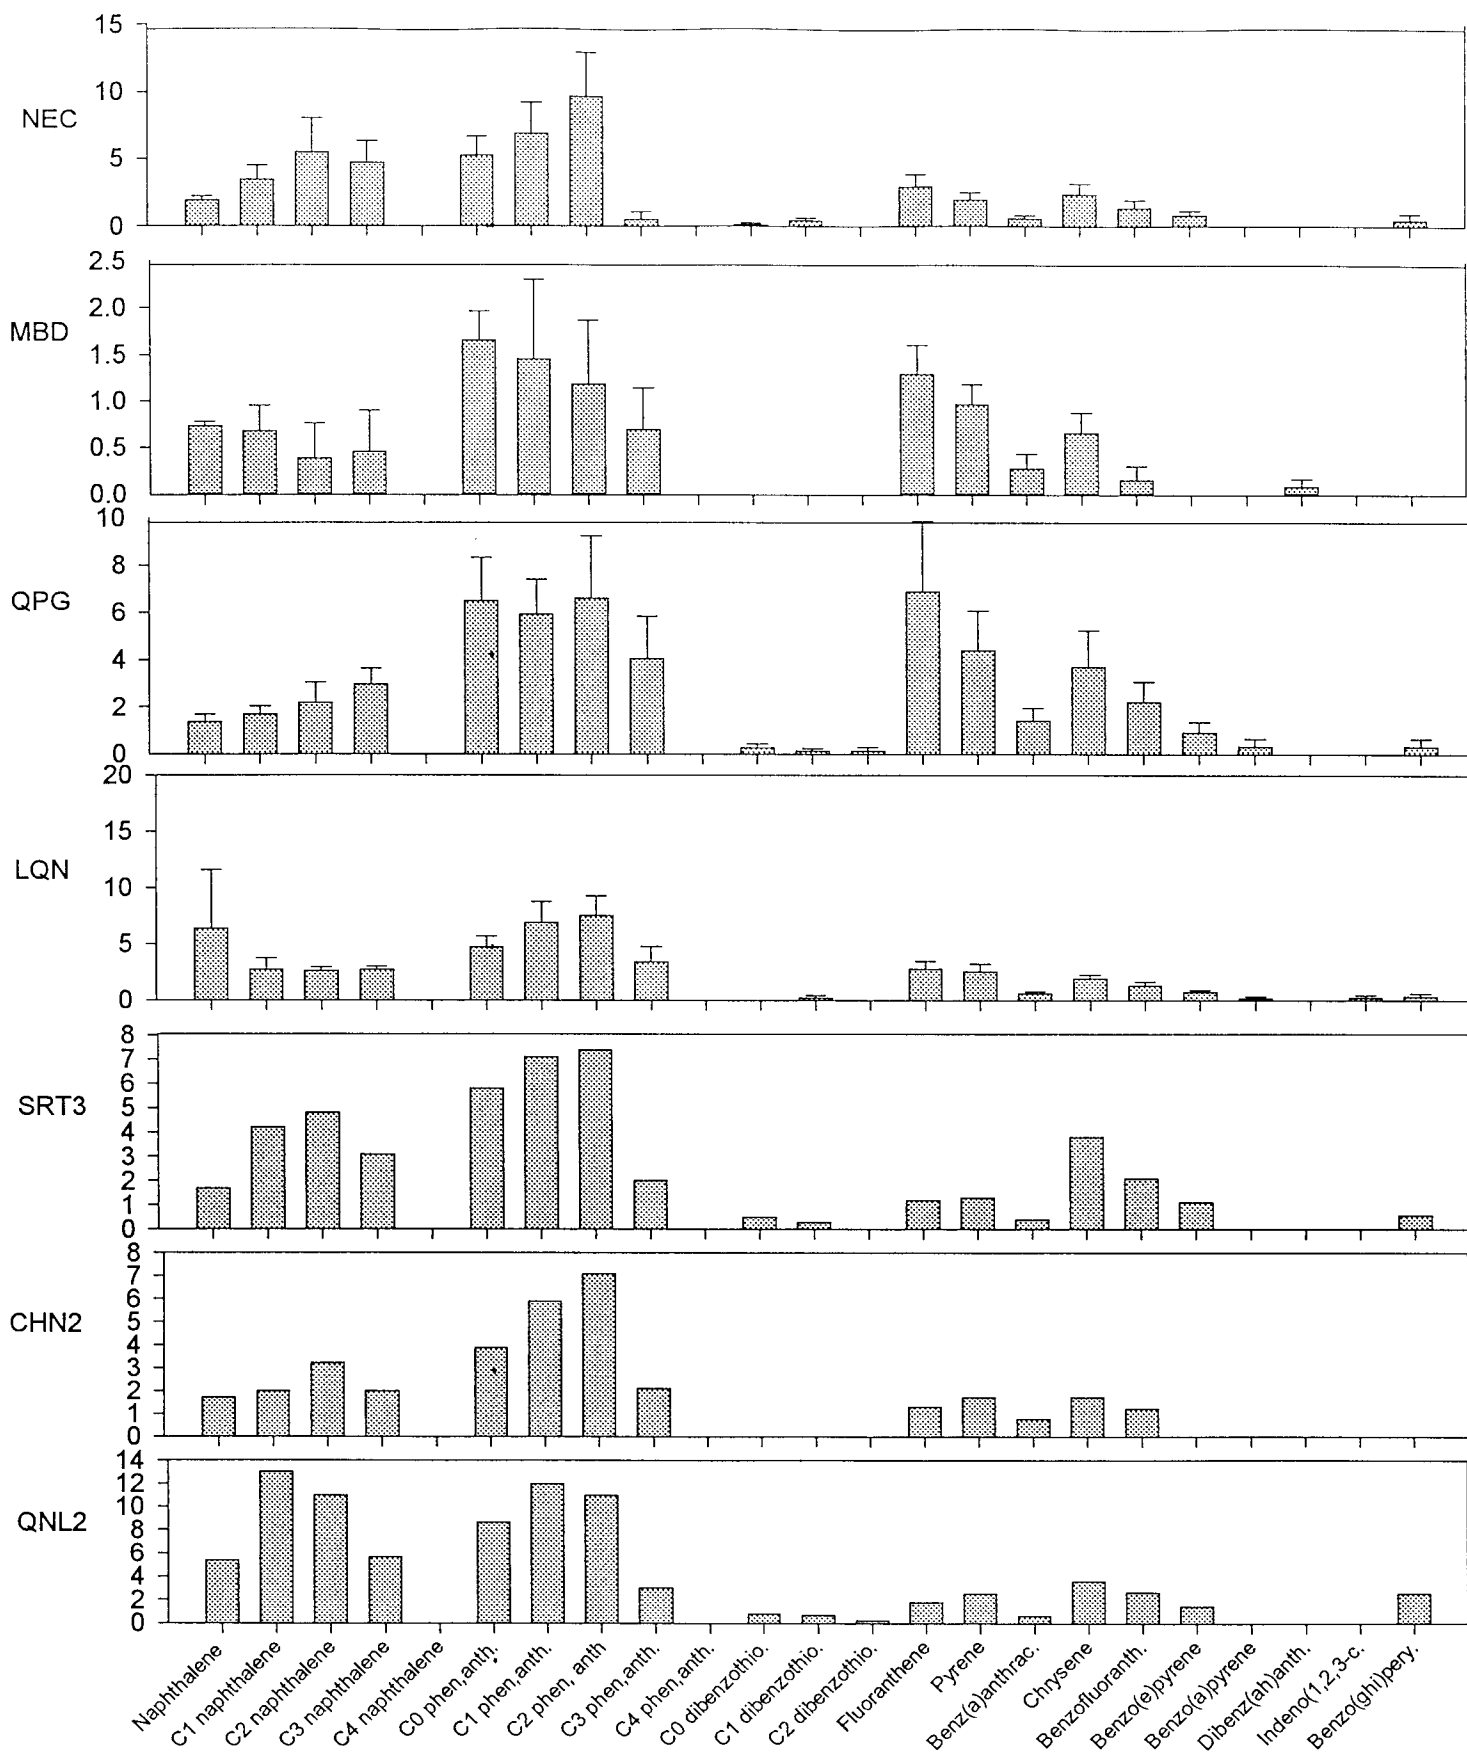 15
10
NEC
5
0
2.5
2.0
MBD
1.5
1.0
0.5
0.0
10
8
QPG
6
4
2
0
20
15
LQN
10
5
0
8
7
6
SRT3
5
4
3
2
1
0
8
7
6
CHN2
5
4
3
2
1
0
14
12
10
QNL2
8
6
4
2
0
Naphthalene
C1 naphthalene
C2 naphthalene
C3 naphthalene
C4 napthalene
C0 phen,anth.
C1 phen,anth.
C2 phen, anth
C3 phen,anth.
C4 phen,anth.
C0 dibenzothio.
C1 dibenzothio.
C2 dibenzothio.
Fluoranthene
Pyrene
Benz(a)anthrac.
Chrysene
Benzofluoranth.
Benzo(e)pyrene
Benzo(a)pyrene
Dibenz(ah)anth.
Indeno(1,2,3-c.
Benzo(ghi)pery.